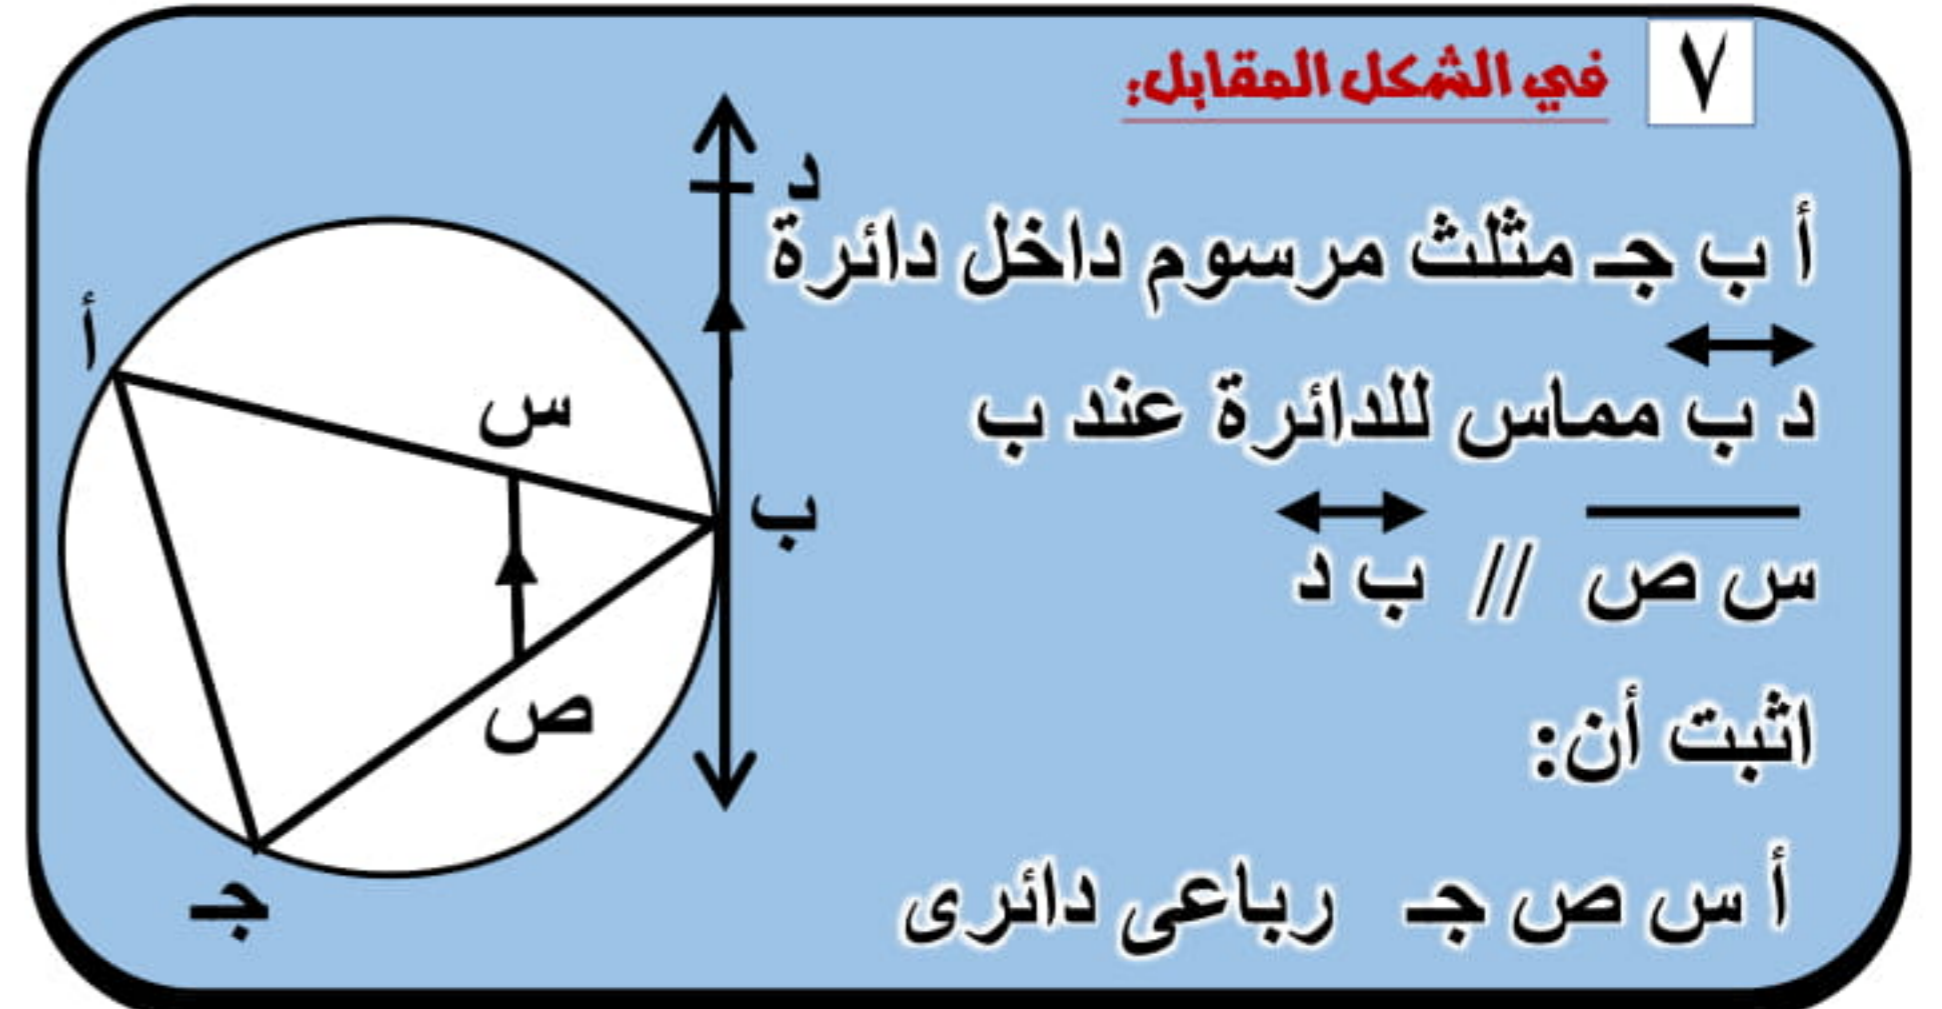 ٧
في الشكل المقابل:
أ ب جـ مثلث مرسوم داخل دائرة
د ب مماس للدائرة عند ب
س ص // ب د
اثبت أن:
أ س ص جـ رباعى دائرى
د
أ
س
ب
ص
جـ